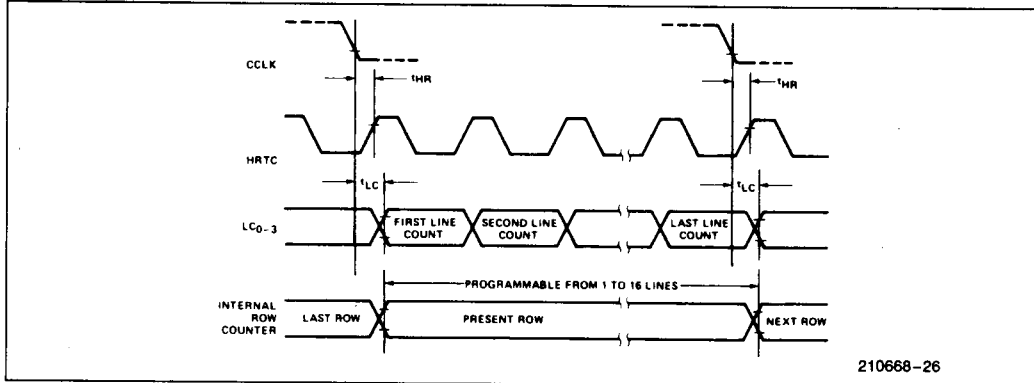 CCLK
tHR
tHR
HRTC
tLC
tLC
LC0-3
FIRST LINE COUNT
SECOND LINE COUNT
LAST LINE COUNT
PROGRAMMABLE FROM 1 TO 16 LINES
INTERNAL ROW COUNTER
LAST ROW
PRESENT ROW
NEXT ROW
210668-26